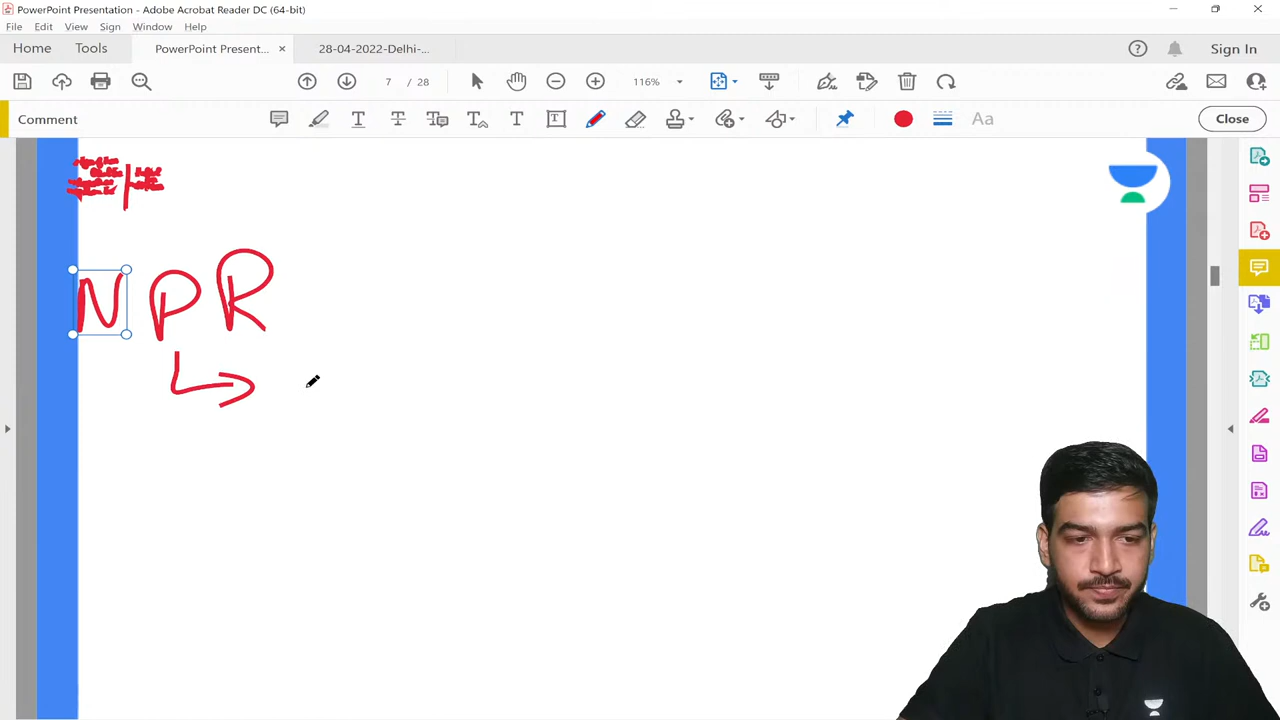 PowerPoint Presentation - Adobe Acrobat Reader DC (64-bit)
File Edit View Sign Window Help
Home Tools PowerPoint Present... × 28-04-2022-Delhi-... Sign In
7 / 28 116%
Comment Aa Close
N P R